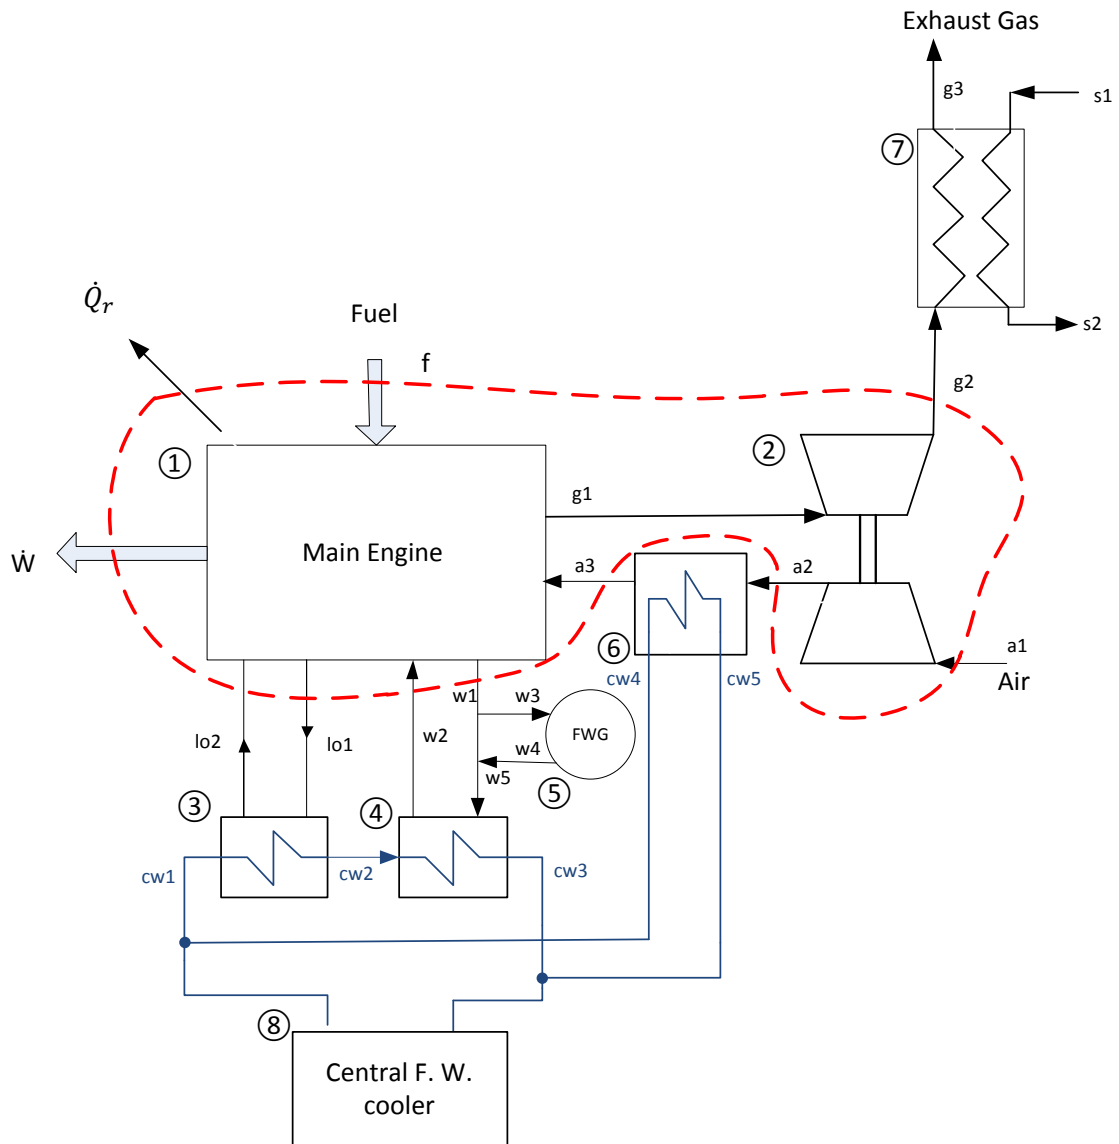 Exhaust Gas
g3
s1
⑦
s2
Q̇r
Fuel
f
g2
①
②
g1
Main Engine
Ẇ
a3
a2
⑥
a1
Air
cw4
cw5
w1
w3
lo2
lo1
w2
w4
FWG
w5
⑤
③
④
cw1
cw2
cw3
⑧
Central F. W.
cooler